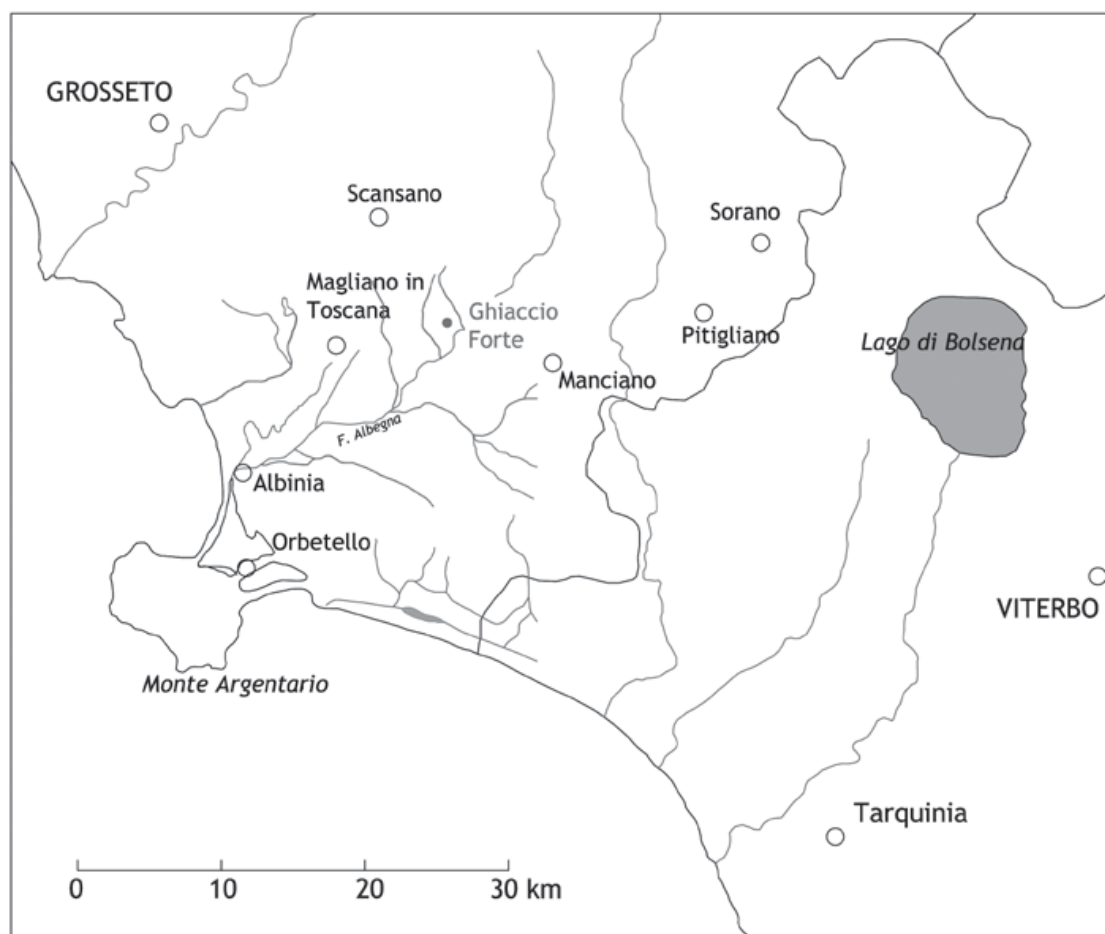 GROSSETO
Scansano
Sorano
Magliano in
Toscana
Ghiaccio
Forte
Pitigliano
Lago di Bolsena
Manciano
F. Albegna
Albinia
Orbetello
VITERBO
Monte Argentario
Tarquinia
0 10 20 30 km